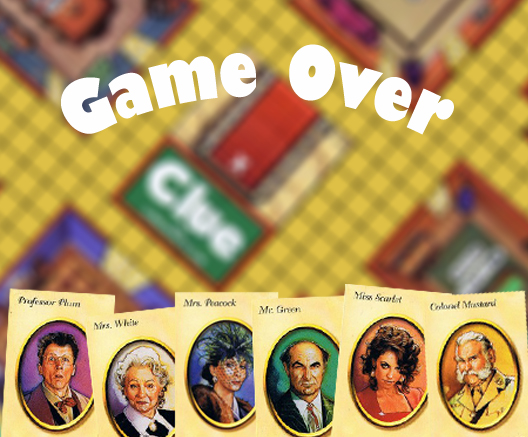 Game Over
Clue
Professor Plum
Mrs. White
Mrs. Peacock
Mr. Green
Miss Scarlet
Colonel Mustard